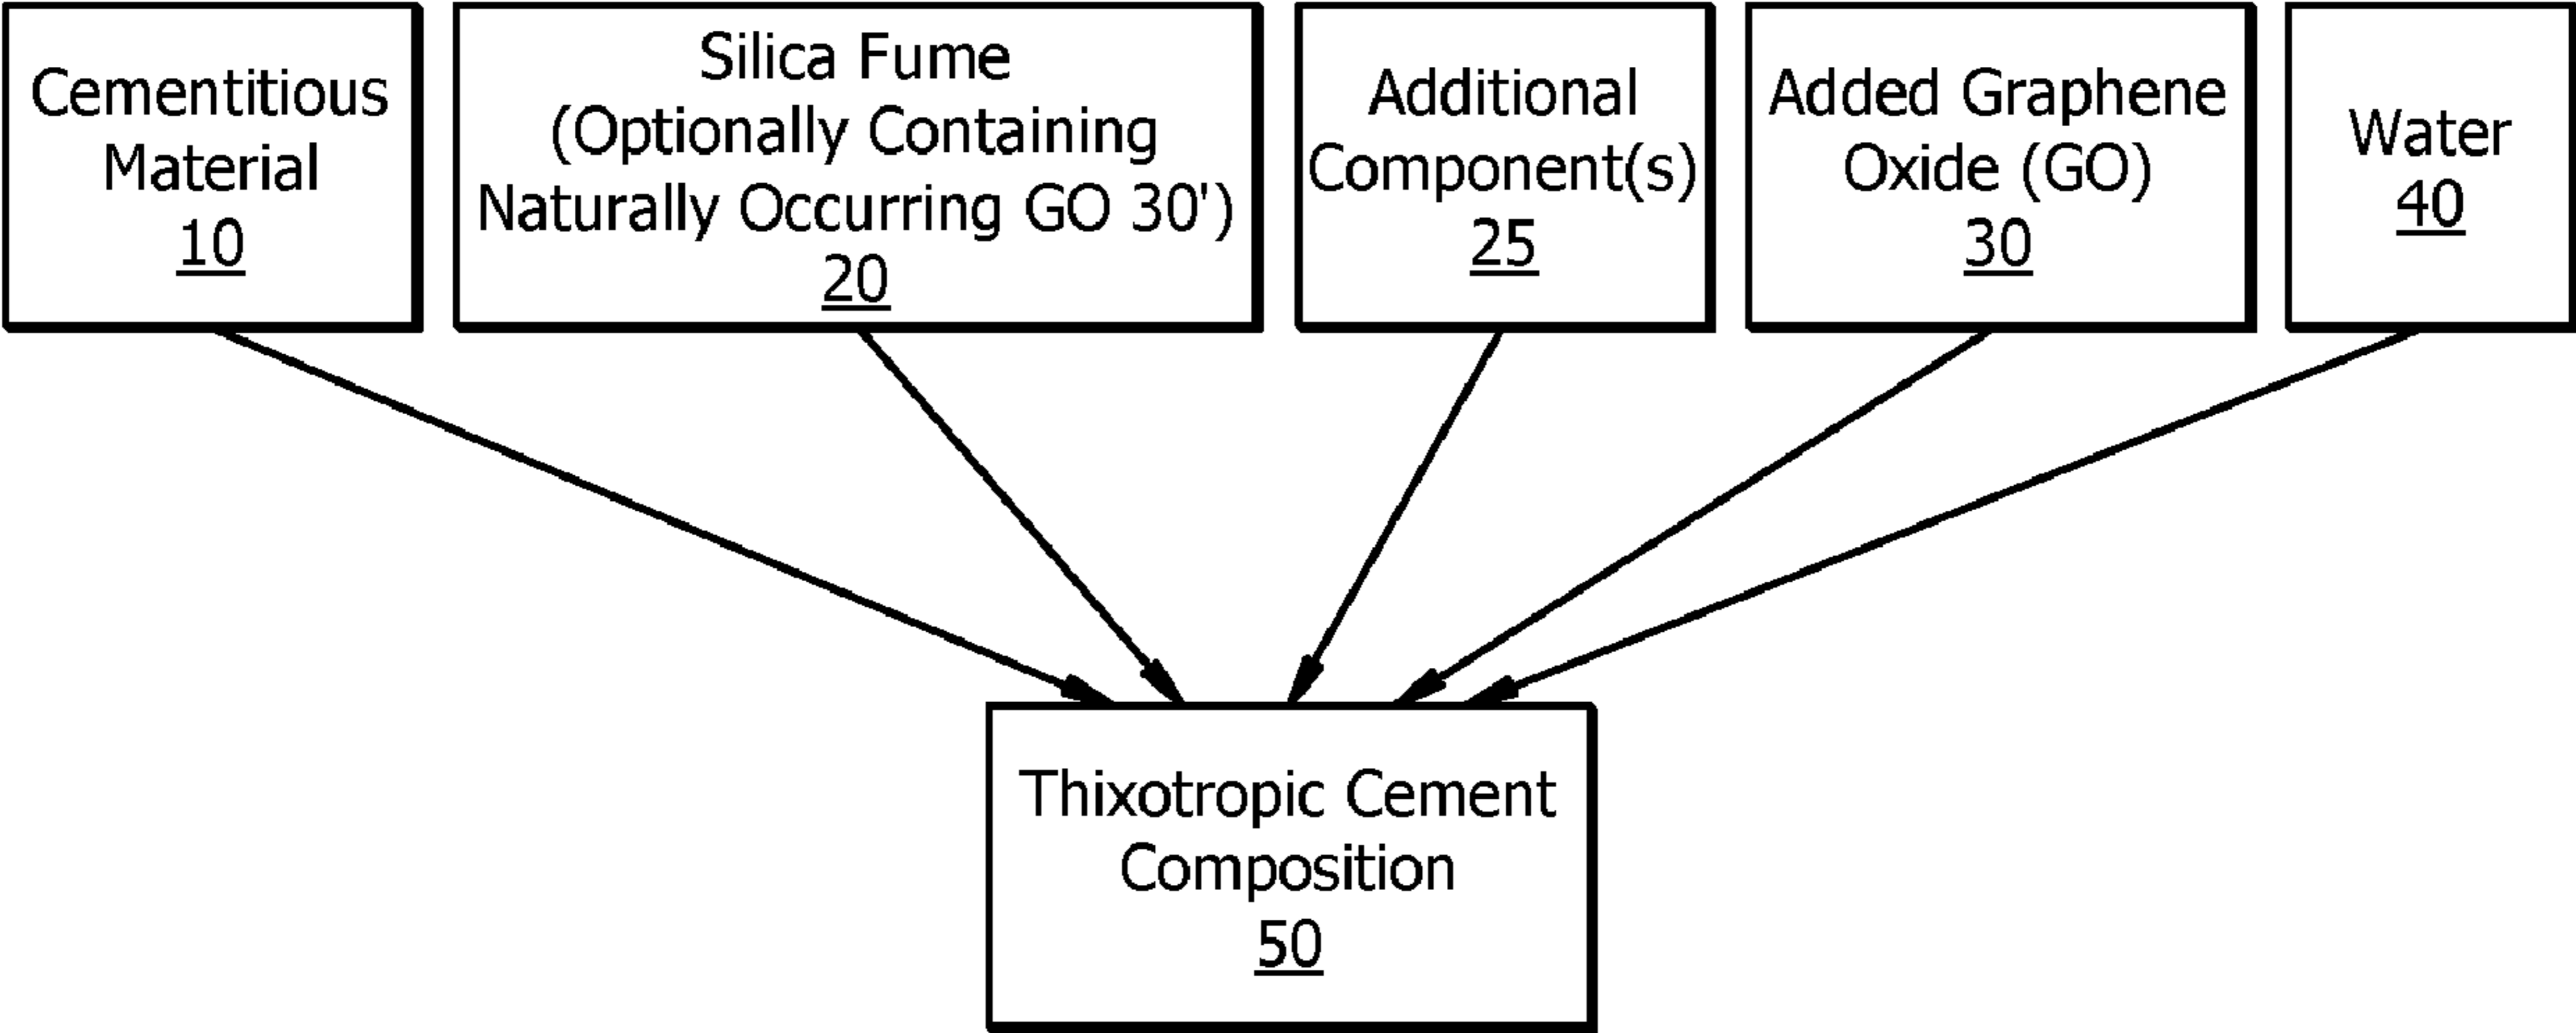 Cementitious
Material
10
Silica Fume
(Optionally Containing
Naturally Occurring GO 30')
20
Additional
Component(s)
25
Added Graphene
Oxide (GO)
30
Water
40
Thixotropic Cement
Composition
50